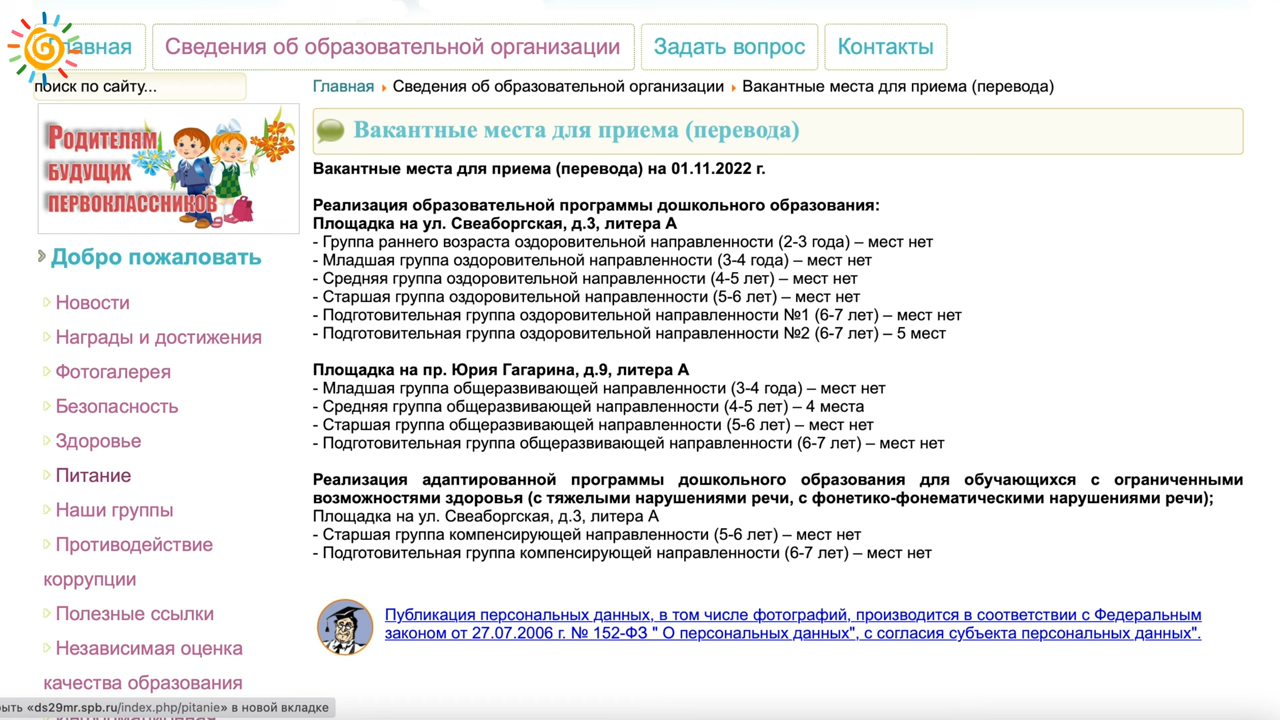 Главная
Сведения об образовательной организации
Задать вопрос
Контакты
поиск по сайту...
Главная Сведения об образовательной организации Вакантные места для приема (перевода)
РОДИТЕЛЯМ
БУДУЩИХ
ПЕРВОКЛАССНИКОВ
Добро пожаловать
Новости
Награды и достижения
Фотогалерея
Безопасность
Здоровье
Питание
Наши группы
Противодействие
коррупции
Полезные ссылки
Независимая оценка
качества образования
Вакантные места для приема (перевода)
Вакантные места для приема (перевода) на 01.11.2022 г.
Реализация образовательной программы дошкольного образования:
Площадка на ул. Свеаборгская, д.3, литера А
- Группа раннего возраста оздоровительной направленности (2-3 года) – мест нет
- Младшая группа оздоровительной направленности (3-4 года) – мест нет
- Средняя группа оздоровительной направленности (4-5 лет) – мест нет
- Старшая группа оздоровительной направленности (5-6 лет) – мест нет
- Подготовительная группа оздоровительной направленности №1 (6-7 лет) – мест нет
- Подготовительная группа оздоровительной направленности №2 (6-7 лет) – 5 мест
Площадка на пр. Юрия Гагарина, д.9, литера А
- Младшая группа общеразвивающей направленности (3-4 года) – мест нет
- Средняя группа общеразвивающей направленности (4-5 лет) – 4 места
- Старшая группа общеразвивающей направленности (5-6 лет) – мест нет
- Подготовительная группа общеразвивающей направленности (6-7 лет) – мест нет
Реализация адаптированной программы дошкольного образования для обучающихся с ограниченными
возможностями здоровья (с тяжелыми нарушениями речи, с фонетико-фонематическими нарушениями речи);
Площадка на ул. Свеаборгская, д.3, литера А
- Старшая группа компенсирующей направленности (5-6 лет) – мест нет
- Подготовительная группа компенсирующей направленности (6-7 лет) – мест нет
Публикация персональных данных, в том числе фотографий, производится в соответствии с Федеральным
законом от 27.07.2006 г. № 152-ФЗ " О персональных данных", с согласия субъекта персональных данных".
рыть «ds29mr.spb.ru/index.php/pitanie» в новой вкладке